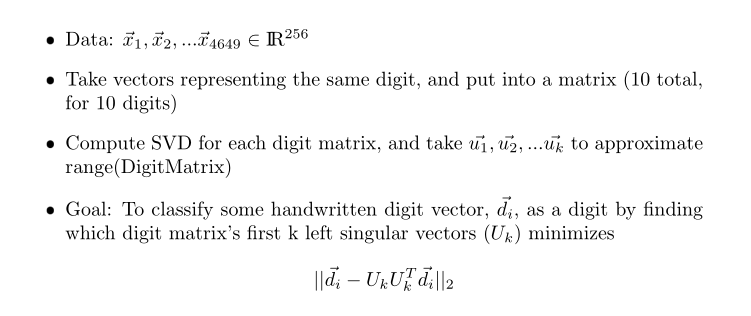 • Data: $\vec{x}_1, \vec{x}_2, ...\vec{x}_{4649} \in \mathbb{R}^{256}$
• Take vectors representing the same digit, and put into a matrix (10 total,
for 10 digits)
• Compute SVD for each digit matrix, and take $\vec{u_1}, \vec{u_2}, ...\vec{u_k}$ to approximate
range(DigitMatrix)
• Goal: To classify some handwritten digit vector, $\vec{d_i}$, as a digit by finding
which digit matrix's first k left singular vectors ($U_k$) minimizes
$||\vec{d_i} - U_k U_k^T \vec{d_i}||_2$